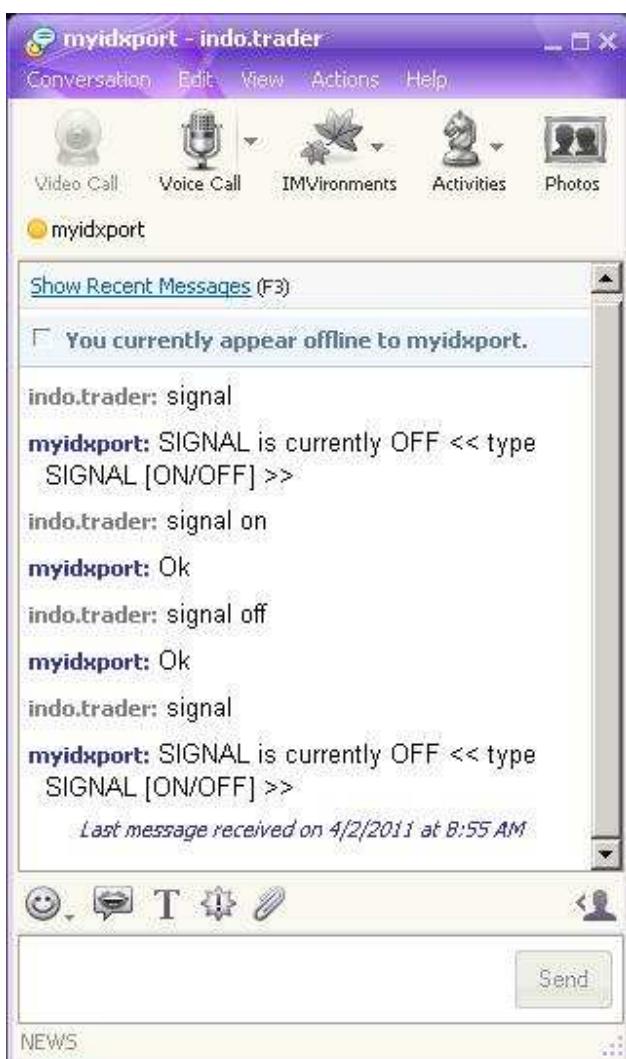 myidxport - indo.trader
Conversation Edit View Actions Help
Video Call Voice Call IMVironments Activities Photos
myidxport
Show Recent Messages (F3)
You currently appear offline to myidxport.
indo.trader: signal
myidxport: SIGNAL is currently OFF << type
SIGNAL [ON/OFF] >>
indo.trader: signal on
myidxport: Ok
indo.trader: signal off
myidxport: Ok
indo.trader: signal
myidxport: SIGNAL is currently OFF << type
SIGNAL [ON/OFF] >>
Last message received on 4/2/2011 at 8:55 AM
T
Send
NEWS